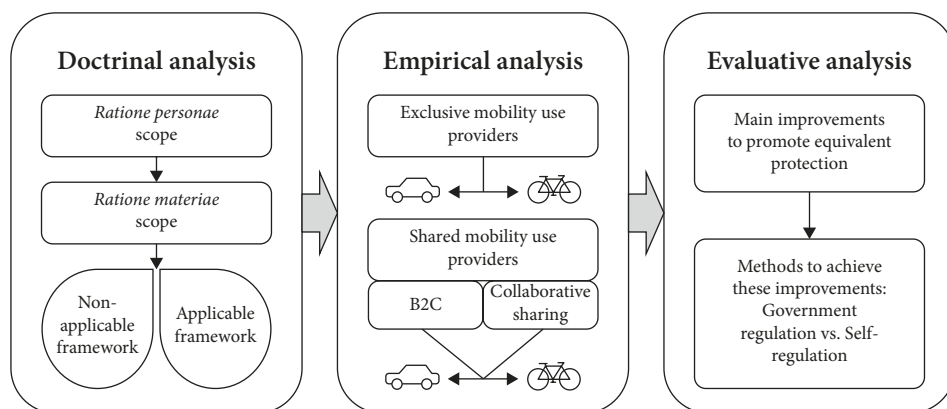 Doctrinal analysis
Ratione personae
scope
Ratione materiae
scope
Non-
applicable
framework
Applicable
framework
Empirical analysis
Exclusive mobility use
providers
Shared mobility use
providers
B2C
Collaborative
sharing
Evaluative analysis
Main improvements
to promote equivalent
protection
Methods to achieve
these improvements:
Government
regulation vs. Self-
regulation